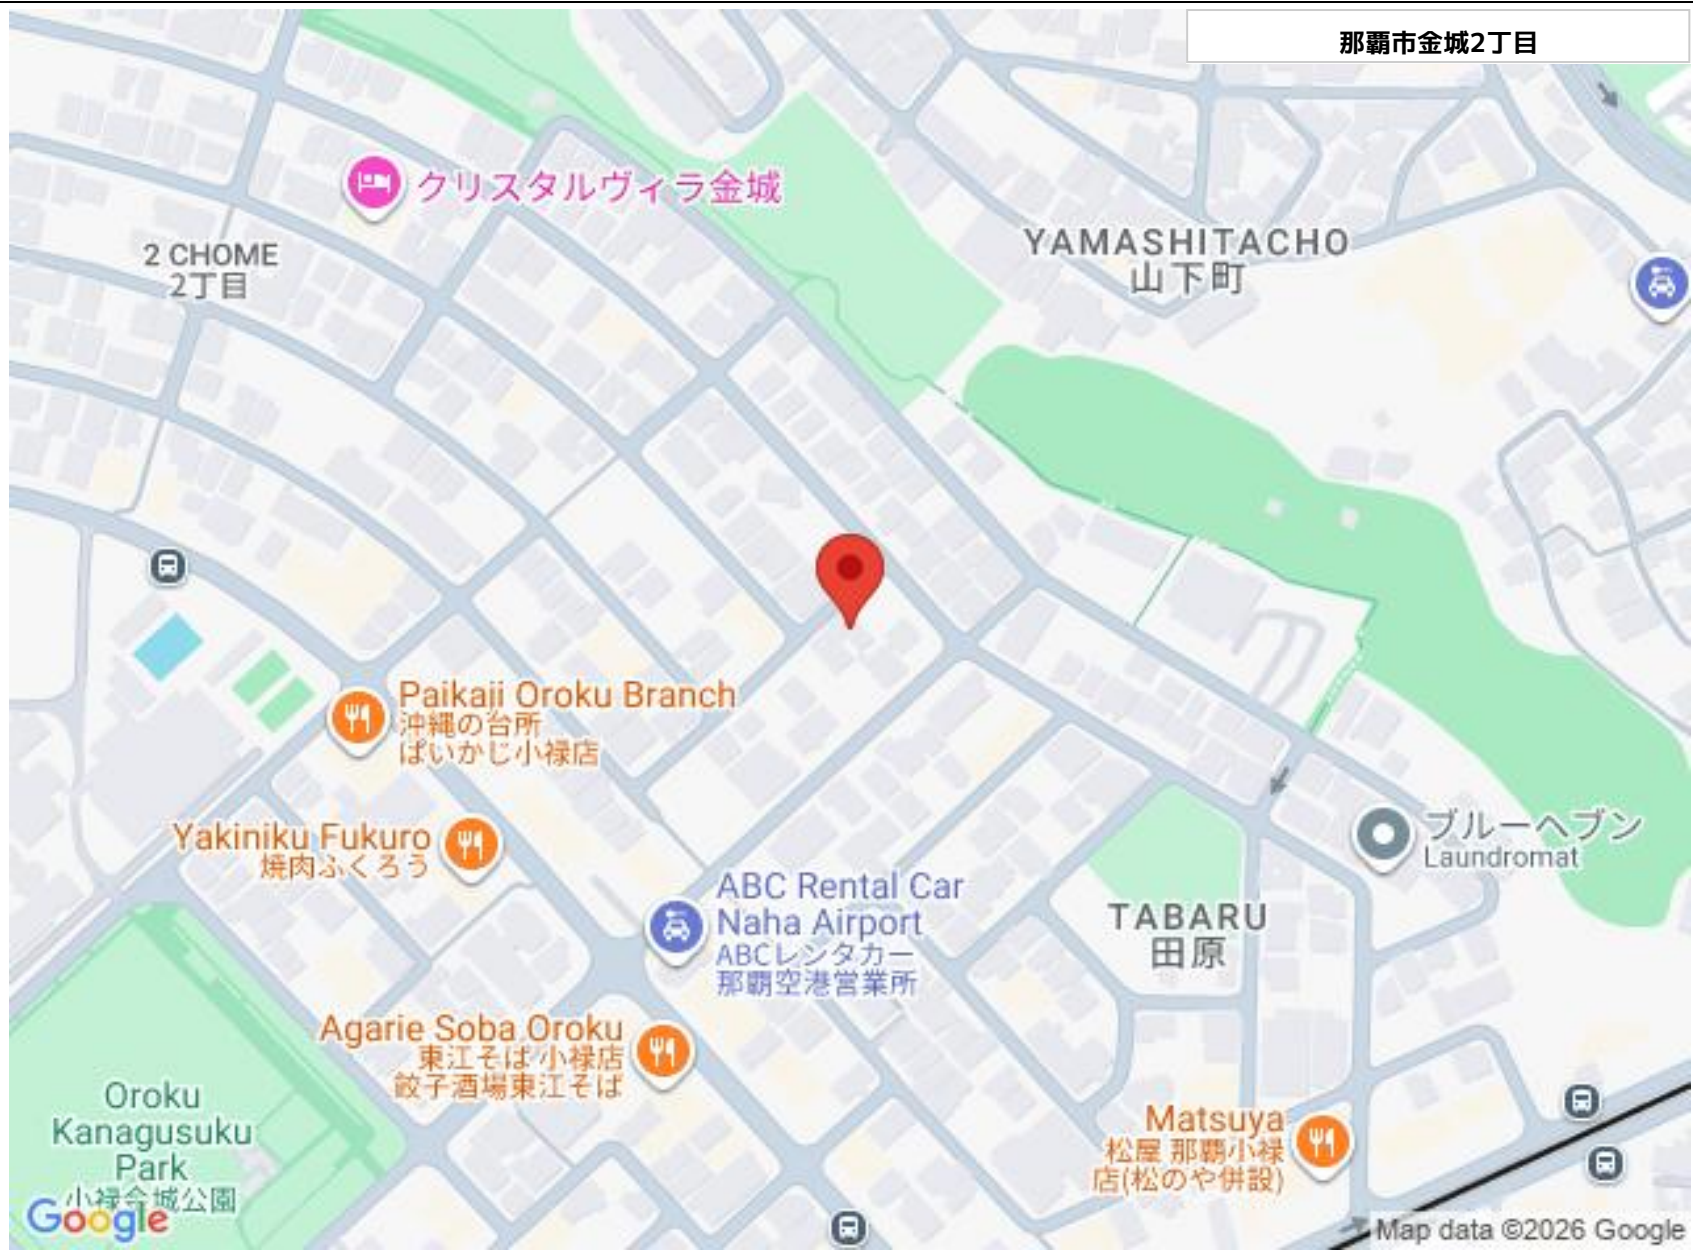 那覇市金城2丁目
クリスタルヴィラ金城
2 CHOME
2丁目
YAMASHITACHO
山下町
Paikaji Oroku Branch
沖縄の台所
ぱいかじ小禄店
Yakiniku Fukuro
焼肉ふくろう
ABC Rental Car
Naha Airport
ABCレンタカー
那覇空港営業所
ブルーヘブン
Laundromat
TABARU
田原
Agarie Soba Oroku
東江そば 小禄店
餃子酒場東江そば
Oroku
Kanagusuku
Park
小禄金城公園
Matsuya
松屋 那覇小禄
店(松のや併設)
Google
Map data ©2026 Google